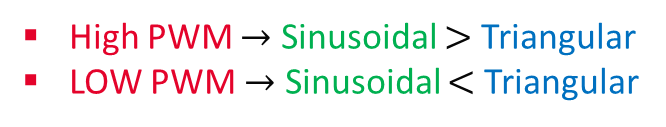 ▪ High PWM → Sinusoidal > Triangular
▪ LOW PWM → Sinusoidal < Triangular